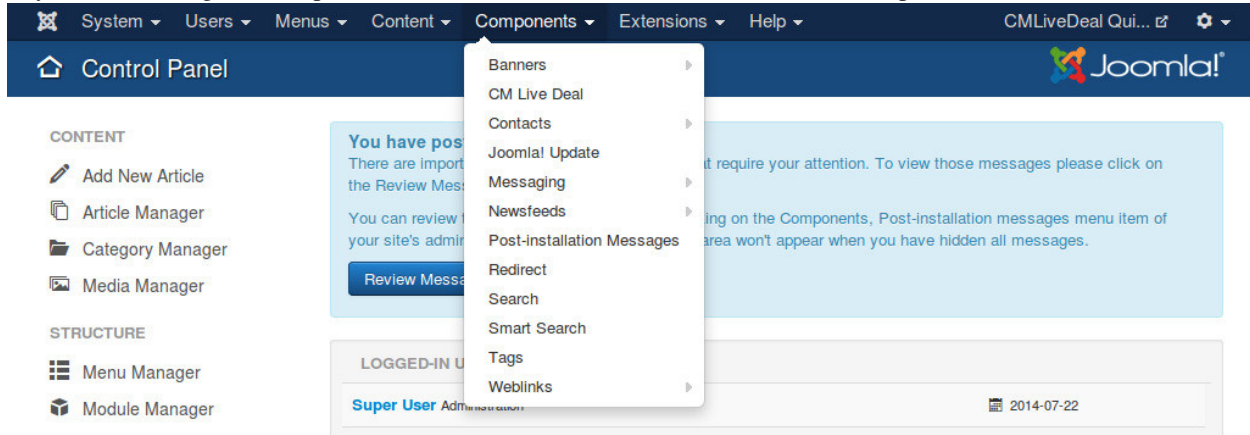 System Users Menus Content Components Extensions Help CMLiveDeal Qui...
Control Panel
Joomla!
Banners
CM Live Deal
Contacts
Joomla! Update
Messaging
Newsfeeds
Post-installation Messages
Redirect
Search
Smart Search
Tags
Weblinks
CONTENT
Add New Article
Article Manager
Category Manager
Media Manager
STRUCTURE
Menu Manager
Module Manager
You have pos
There are import require your attention. To view those messages please click on
the Review Mes
You can review ing on the Components, Post-installation messages menu item of
your site's admin area won't appear when you have hidden all messages.
Review Messa
LOGGED-IN U
Super User Administration 2014-07-22